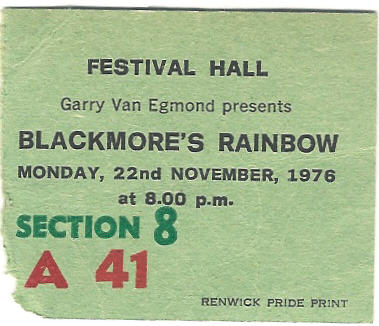 FESTIVAL HALL
Garry Van Egmond presents
BLACKMORE'S RAINBOW
MONDAY, 22nd NOVEMBER, 1976
at 8.00 p.m.
SECTION 8
A 41
RENWICK PRIDE PRINT